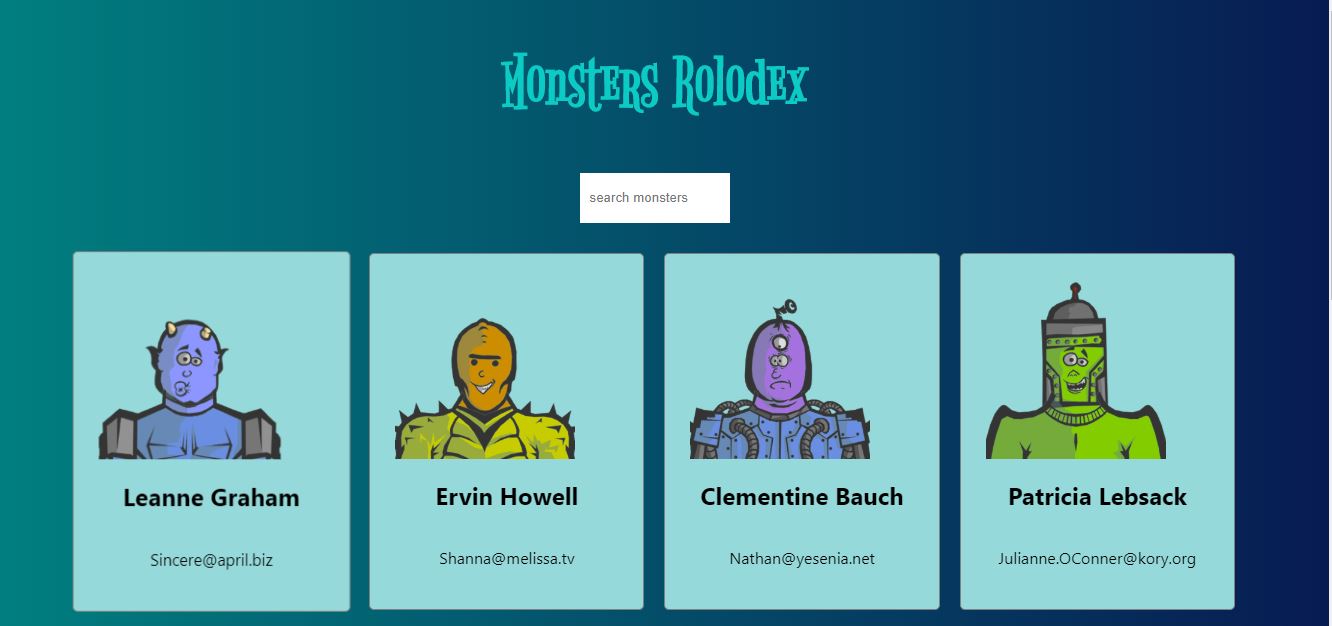 Monsters Rolodex
search monsters
Leanne Graham
Sincere@april.biz
Ervin Howell
Shanna@melissa.tv
Clementine Bauch
Nathan@yesenia.net
Patricia Lebsack
Julianne.OConner@kory.org